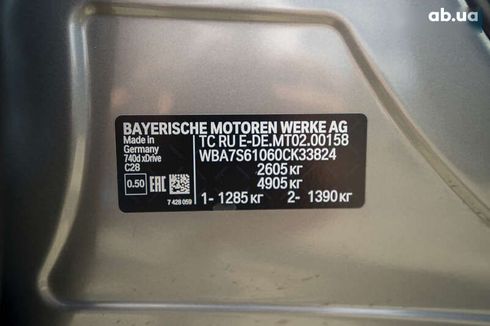 ab.ua
BAYERISCHE MOTOREN WERKE AG
Made in
Germany
740d xDrive
C28
0.50
EAC
7 428 059
TC RU E-DE.MT02.00158
WBA7S61060CK33824
2605 кг
4905 кг
1- 1285 кг 2- 1390 кг